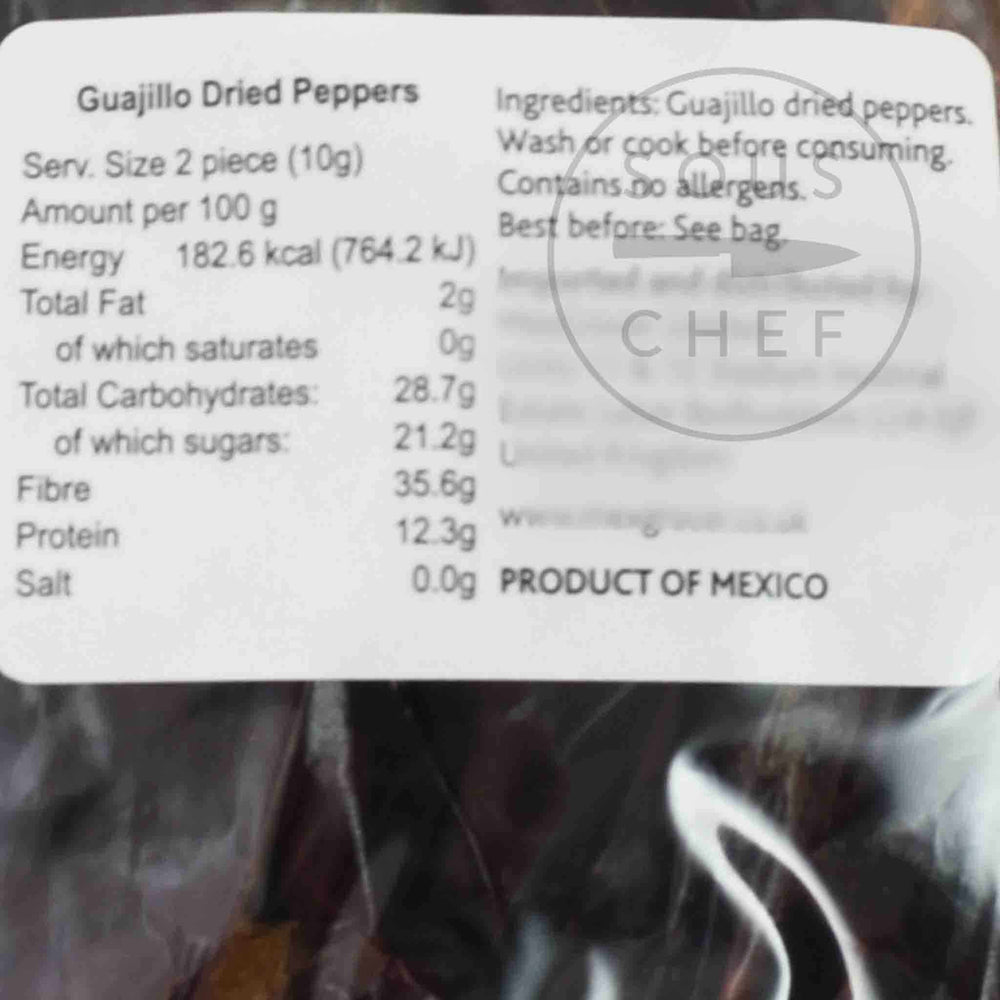 Guajillo Dried Peppers
Serv. Size 2 piece (10g)
Amount per 100 g
Energy 182.6 kcal (764.2 kJ)
Total Fat 2g
of which saturates 0g
Total Carbohydrates: 28.7g
of which sugars: 21.2g
Fibre 35.6g
Protein 12.3g
Salt 0.0g
Ingredients: Guajillo dried peppers.
Wash or cook before consuming.
Contains no allergens.
Best before: See bag.
United Kingdom
PRODUCT OF MEXICO
SOUS
CHEF